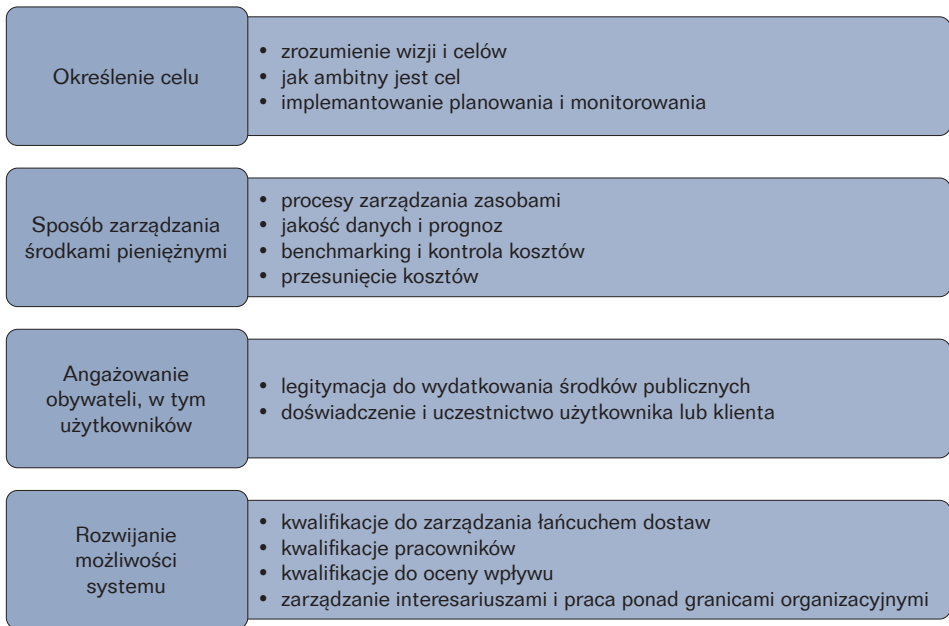 Określenie celu
• zrozumienie wizji i celów
• jak ambitny jest cel
• implemantowanie planowania i monitorowania
Sposób zarządzania
środkami pieniężnymi
• procesy zarządzania zasobami
• jakość danych i prognoz
• benchmarking i kontrola kosztów
• przesunięcie kosztów
Angażowanie
obywateli, w tym
użytkowników
• legitymacja do wydatkowania środków publicznych
• doświadczenie i uczestnictwo użytkownika lub klienta
Rozwijanie
możliwości
systemu
• kwalifikacje do zarządzania łańcuchem dostaw
• kwalifikacje pracowników
• kwalifikacje do oceny wpływu
• zarządzanie interesariuszami i praca ponad granicami organizacyjnymi